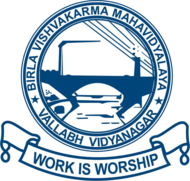 BIRLA VISHVAKARMA MAHAVIDYALAYA
VALLABH VIDYANAGAR
WORK IS WORSHIP